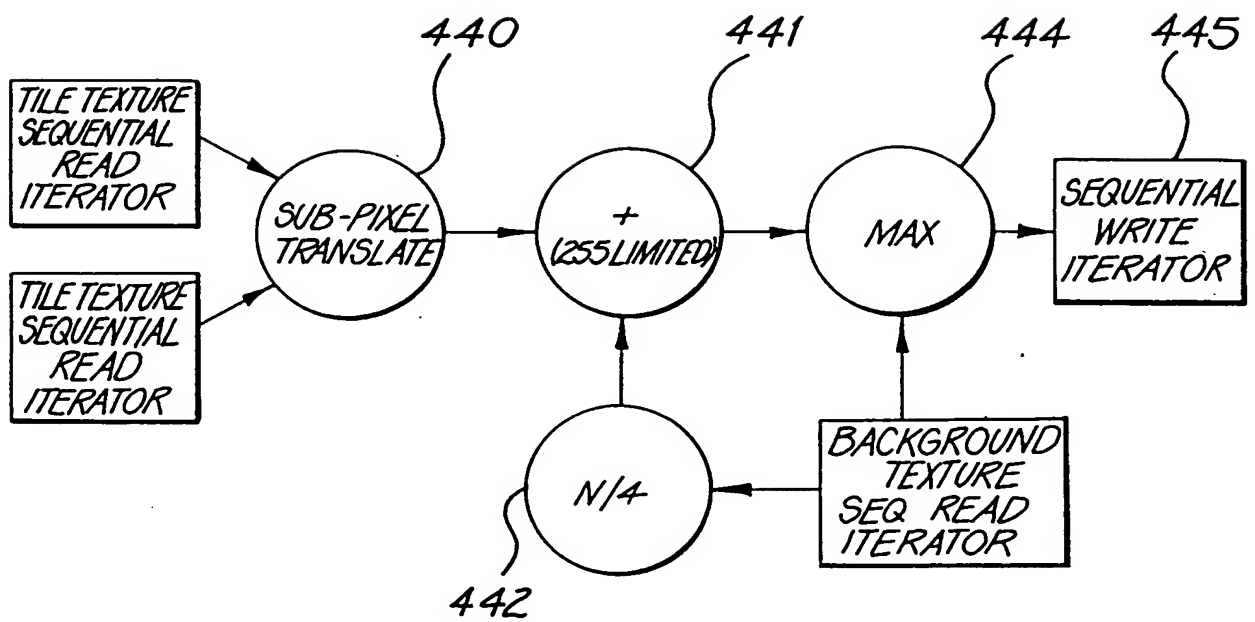 440
441
444
445
TILE TEXTURE
SEQUENTIAL
READ
ITERATOR
SUB-PIXEL
TRANSLATE
+
(255 LIMITED)
MAX
SEQUENTIAL
WRITE
ITERATOR
TILE TEXTURE
SEQUENTIAL
READ
ITERATOR
N/4
BACKGROUND
TEXTURE
SEQ READ
ITERATOR
442